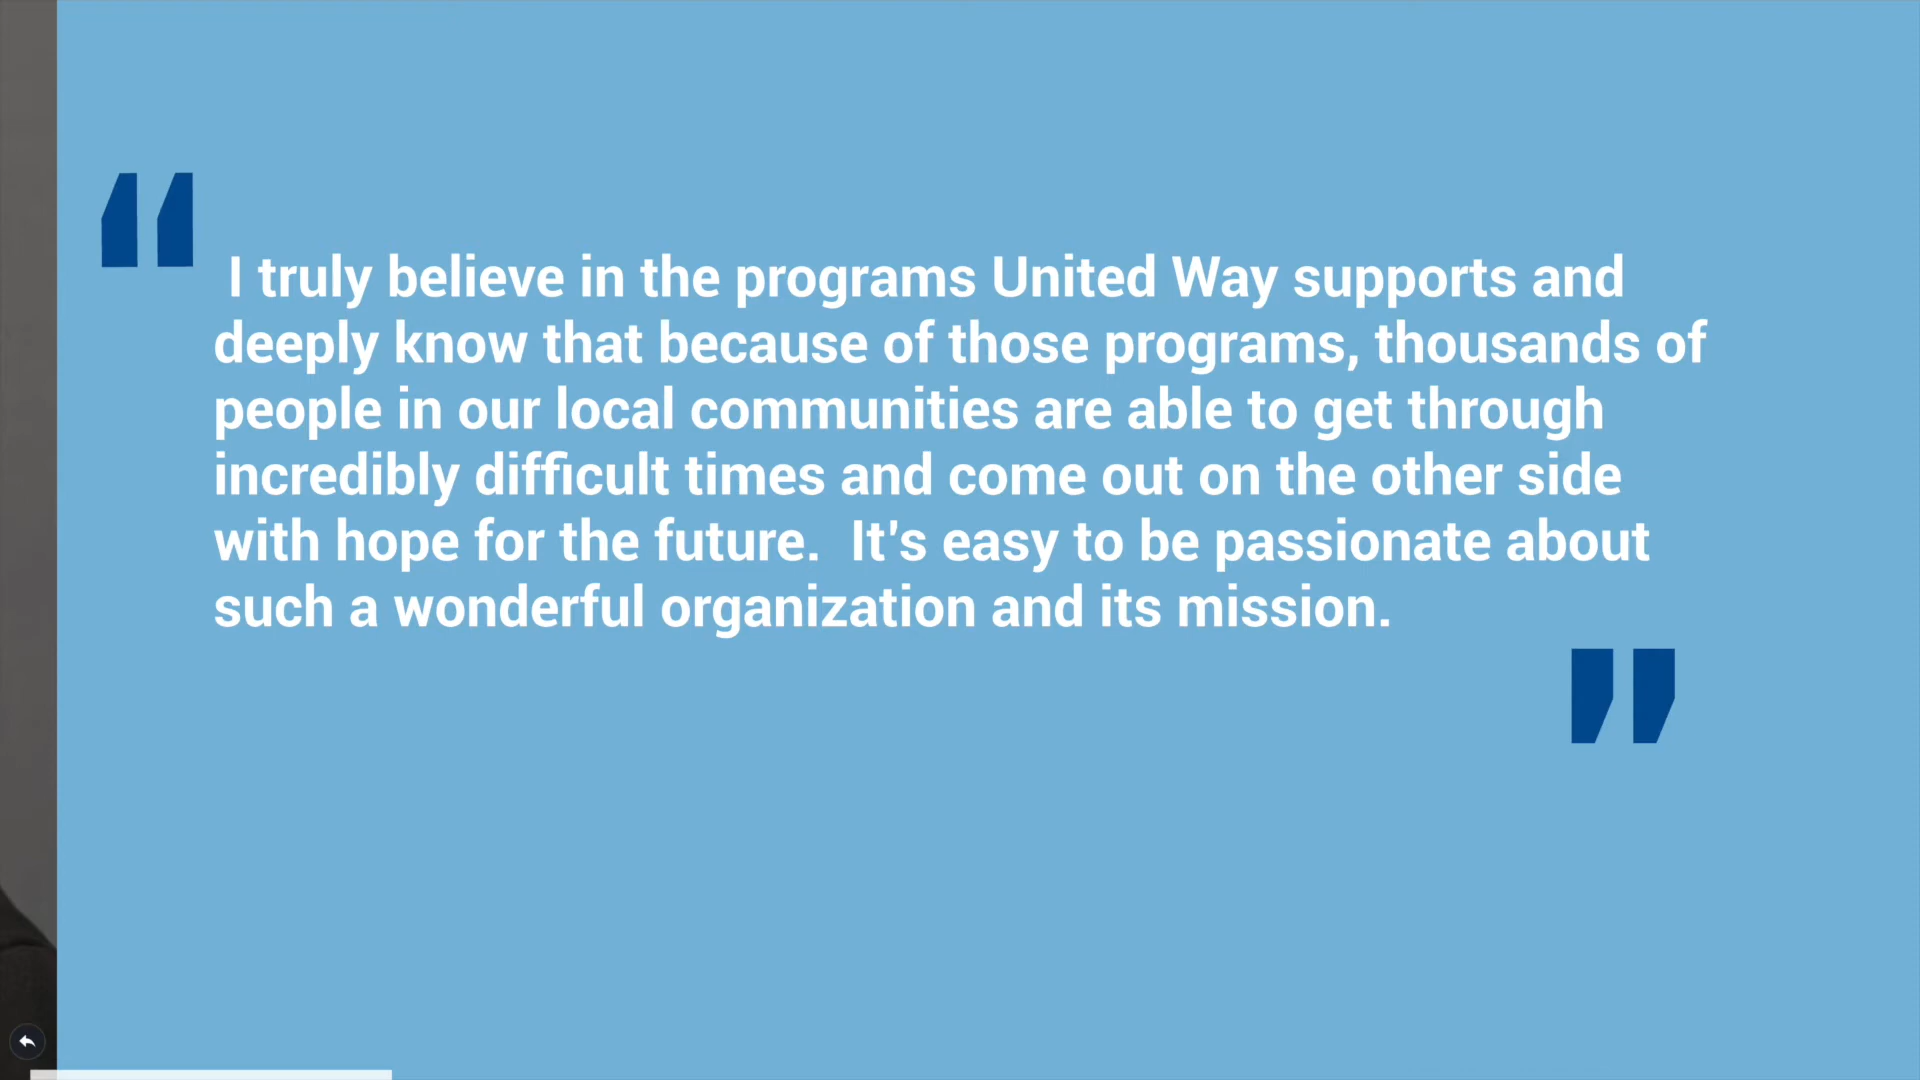 “
I truly believe in the programs United Way supports and
deeply know that because of those programs, thousands of
people in our local communities are able to get through
incredibly difficult times and come out on the other side
with hope for the future.  It's easy to be passionate about
such a wonderful organization and its mission.
”